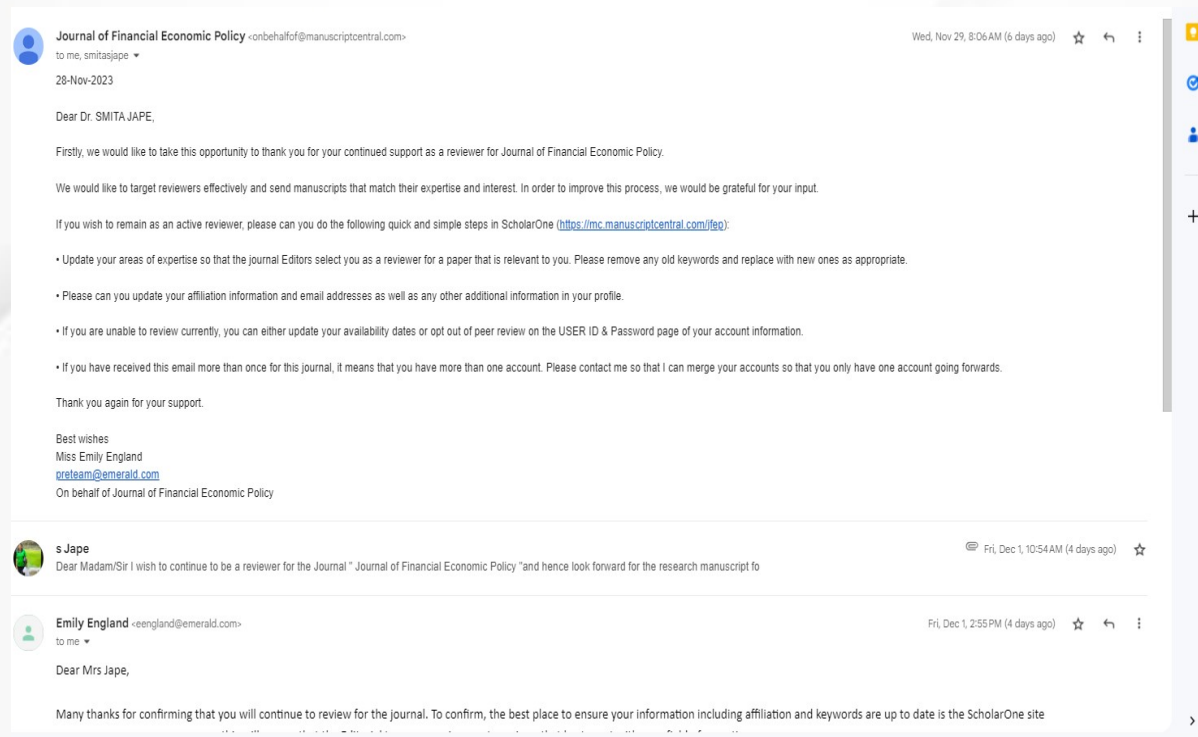 Journal of Financial Economic Policy <onbehalfof@manuscriptcentral.com>
Wed, Nov 29, 8:06 AM (6 days ago)
to me, smitasjape
28-Nov-2023
Dear Dr. SMITA JAPE,
Firstly, we would like to take this opportunity to thank you for your continued support as a reviewer for Journal of Financial Economic Policy.
We would like to target reviewers effectively and send manuscripts that match their expertise and interest. In order to improve this process, we would be grateful for your input.
If you wish to remain as an active reviewer, please can you do the following quick and simple steps in ScholarOne (https://mc.manuscriptcentral.com/jfep):
• Update your areas of expertise so that the journal Editors select you as a reviewer for a paper that is relevant to you. Please remove any old keywords and replace with new ones as appropriate.
• Please can you update your affiliation information and email addresses as well as any other additional information in your profile.
• If you are unable to review currently, you can either update your availability dates or opt out of peer review on the USER ID & Password page of your account information.
• If you have received this email more than once for this journal, it means that you have more than one account. Please contact me so that I can merge your accounts so that you only have one account going forwards.
Thank you again for your support.
Best wishes
Miss Emily England
preteam@emerald.com
On behalf of Journal of Financial Economic Policy
s Jape
Fri, Dec 1, 10:54 AM (4 days ago)
Dear Madam/Sir I wish to continue to be a reviewer for the Journal " Journal of Financial Economic Policy "and hence look forward for the research manuscript fo
Emily England <eengland@emerald.com>
Fri, Dec 1, 2:55 PM (4 days ago)
to me
Dear Mrs Jape,
Many thanks for confirming that you will continue to review for the journal. To confirm, the best place to ensure your information including affiliation and keywords are up to date is the ScholarOne site